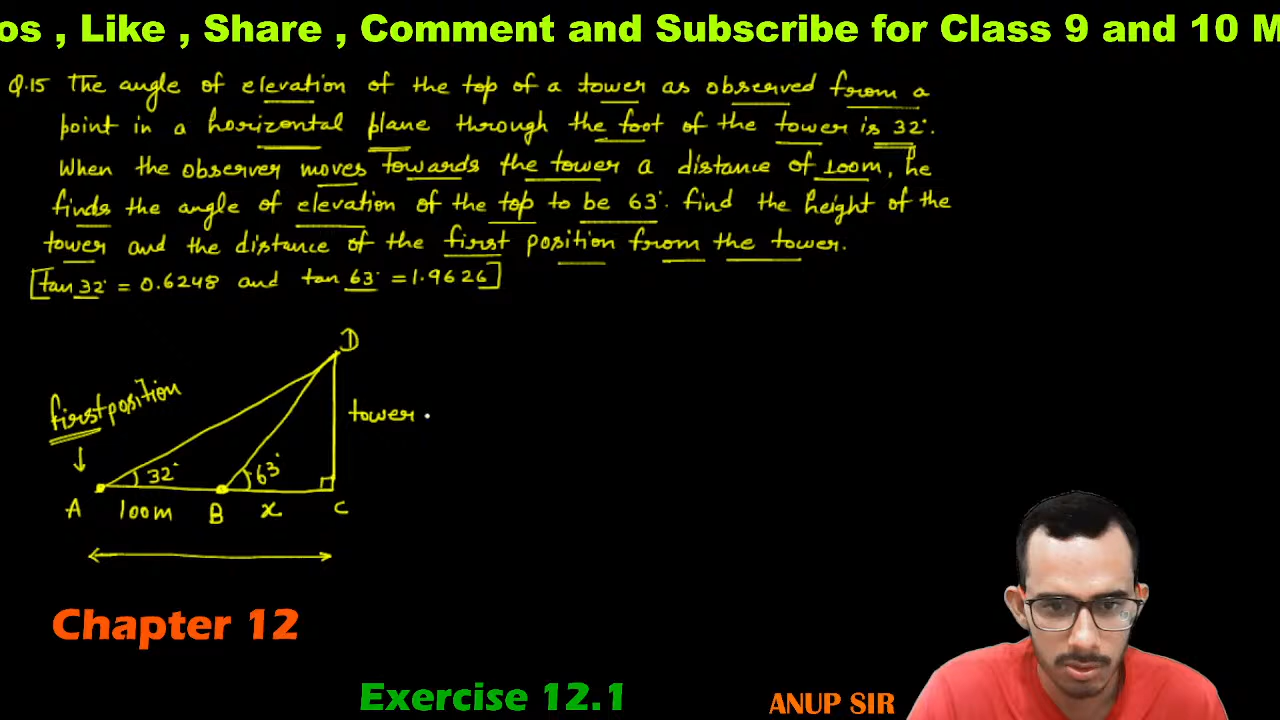 os , Like , Share , Comment and Subscribe for Class 9 and 10 M
Q.15 The angle of elevation of the top of a tower as observed from a
point in a horizontal plane through the foot of the tower is 32°.
When the observer moves towards the tower a distance of 100m, he
finds the angle of elevation of the top to be 63°. find the height of the
tower and the distance of the first position from the tower.
[tan 32° = 0.6248 and tan 63° = 1.9626]
D
first position
tower
32°
63°
A 100m B x C
Chapter 12
Exercise 12.1
ANUP SIR